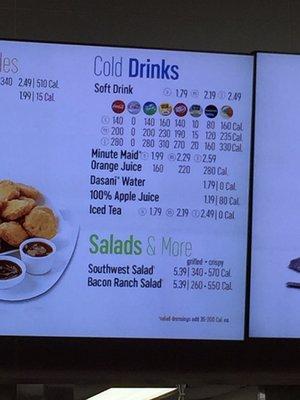 les
340 2.49 | 510 Cal.
1.99 | 15 Cal.
Cold Drinks
Soft Drink S 1.79 M 2.19 L 2.49
S 140 0 140 160 140 10 80 160 Cal.
M 200 0 200 230 190 15 120 235 Cal.
L 280 0 280 310 270 20 160 330 Cal.
Minute Maid® S 1.99 M 2.29 L 2.59
Orange Juice 160 220 280 Cal.
Dasani® Water 1.79 | 0 Cal.
100% Apple Juice 1.19 | 80 Cal.
Iced Tea S 1.79 M 2.19 L 2.49 | 0 Cal.
Salads & More
grilled • crispy
Southwest Salad* 5.39 | 340 • 570 Cal.
Bacon Ranch Salad* 5.39 | 260 • 550 Cal.
*salad dressings add 35-200 Cal.